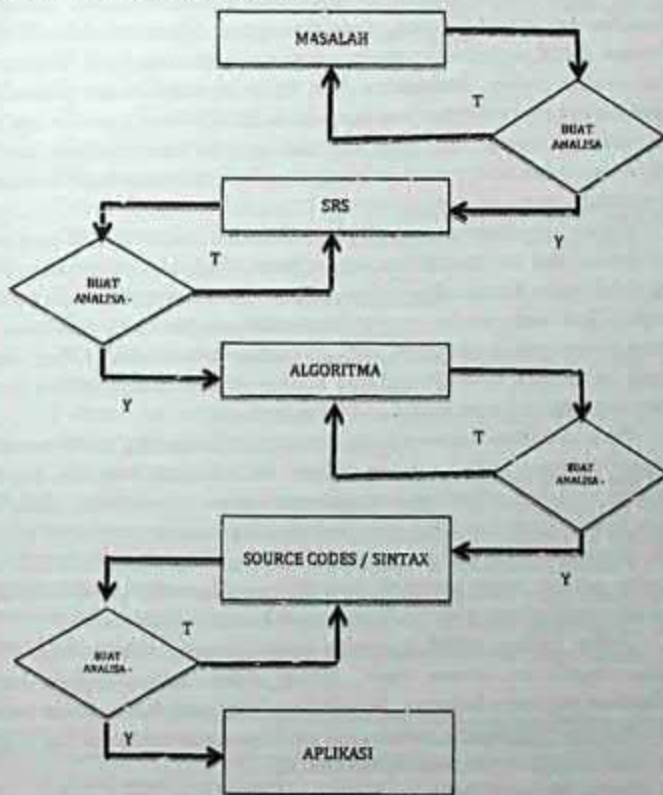 MASALAH
T
BUAT
ANALISA
SRS
Y
T
BUAT
ANALISA -
ALGORITMA
Y
T
BUAT
ANALISA -
SOURCE CODES / SINTAX
Y
T
BUAT
ANALISA -
Y
APLIKASI